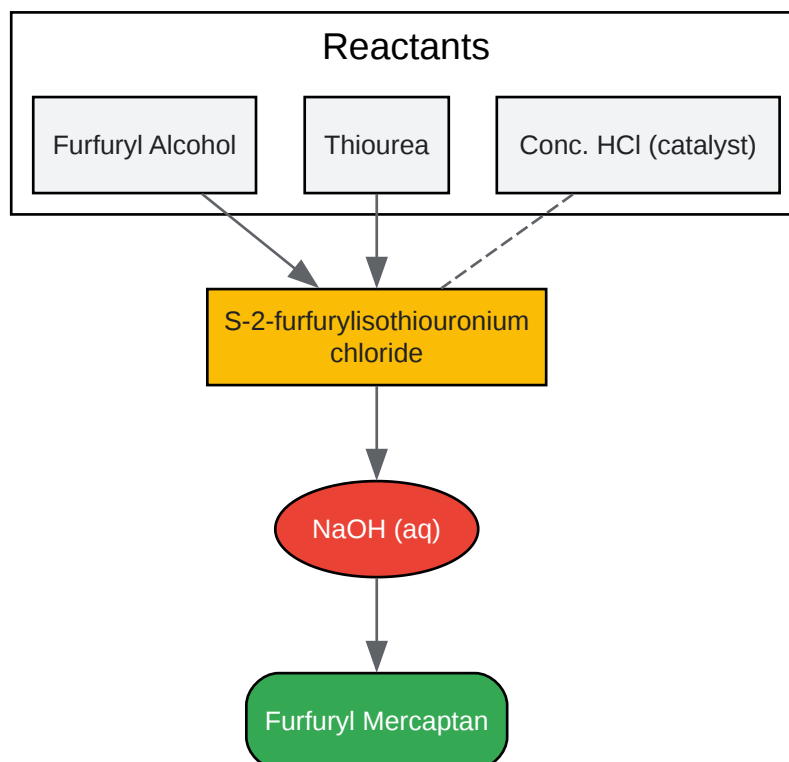 Reactants
Furfuryl Alcohol
Thiourea
Conc. HCl (catalyst)
S-2-furfurylisothiouronium
chloride
NaOH (aq)
Furfuryl Mercaptan